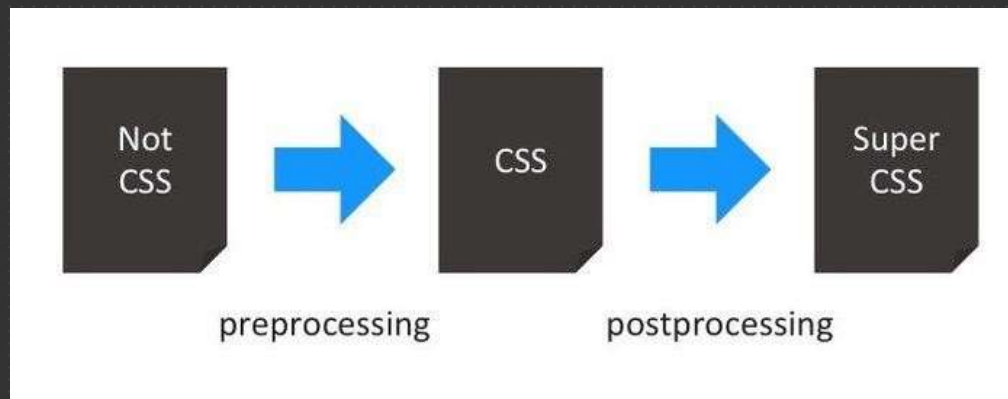 Not
CSS
CSS
Super
CSS
preprocessing
postprocessing